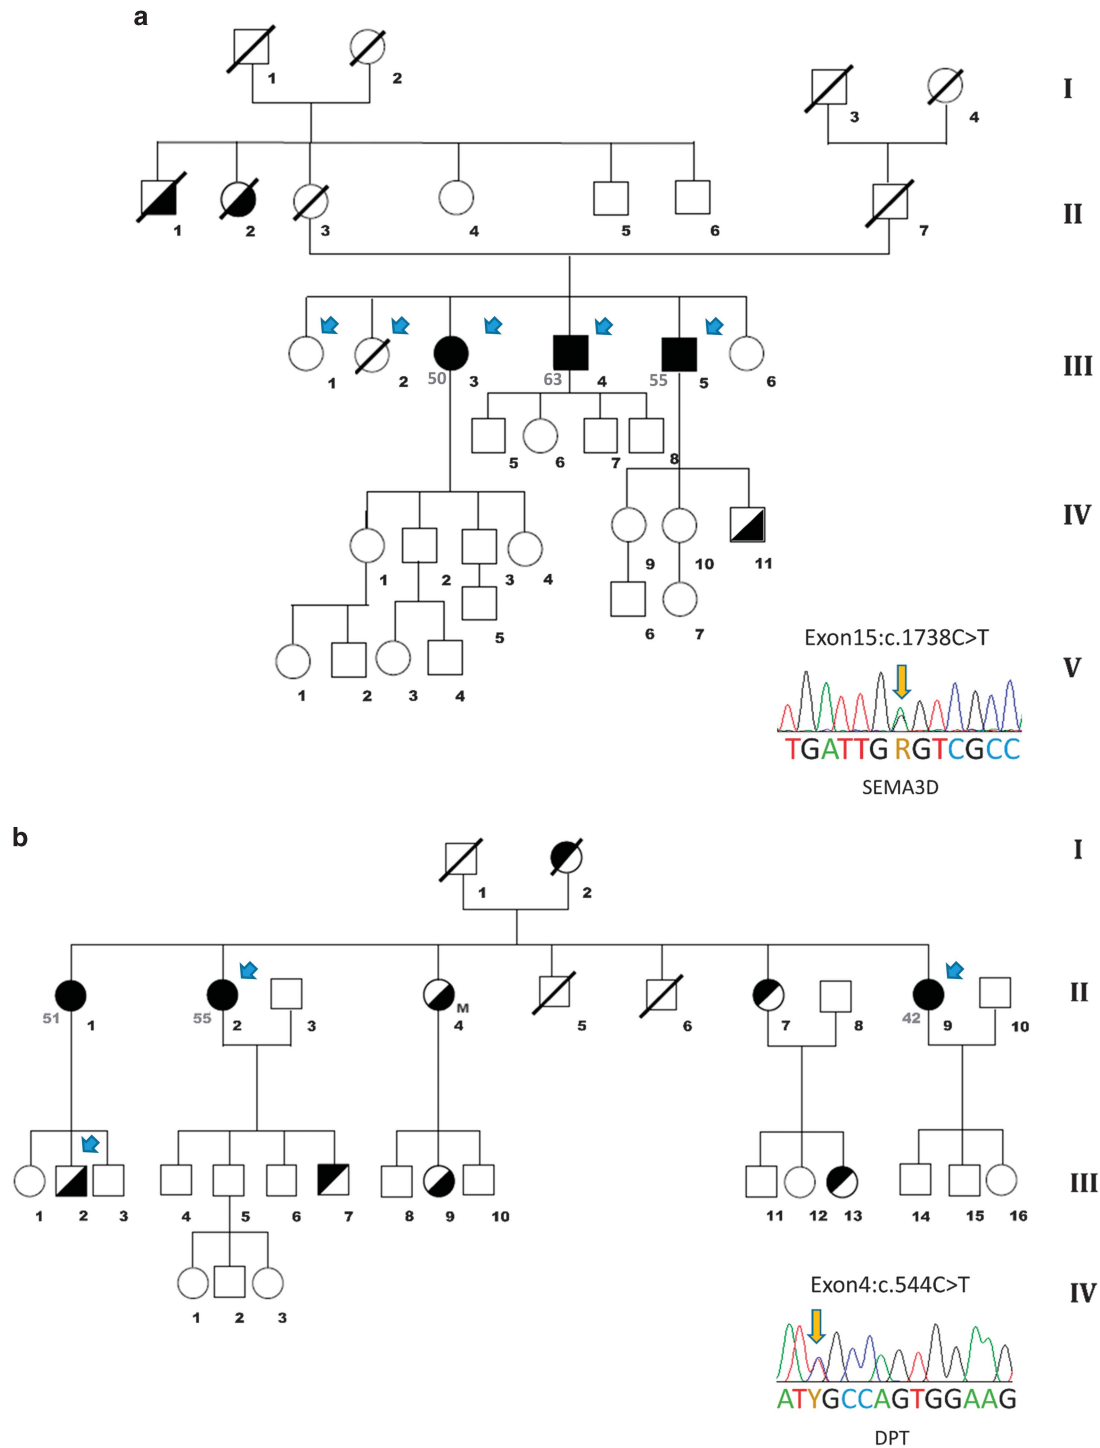 a
I
1 2
3 4
II
1 2 3 4 5 6 7
III
1 2 50 3 63 4 55 5 6
5 6 7 8
IV
1 2 3 4
9 10 11
5
6 7
Exon15:c.1738C>T
V
1 2 3 4
TGATTGRGTCGCC
SEMA3D
b
I
1 2
II
51 1 55 2 3 M 4 5 6 7 8 42 9 10
III
1 2 3 4 5 6 7 8 9 10 11 12 13 14 15 16
Exon4:c.544C>T
IV
1 2 3
ATYGCCAGTGGAAG
DPT